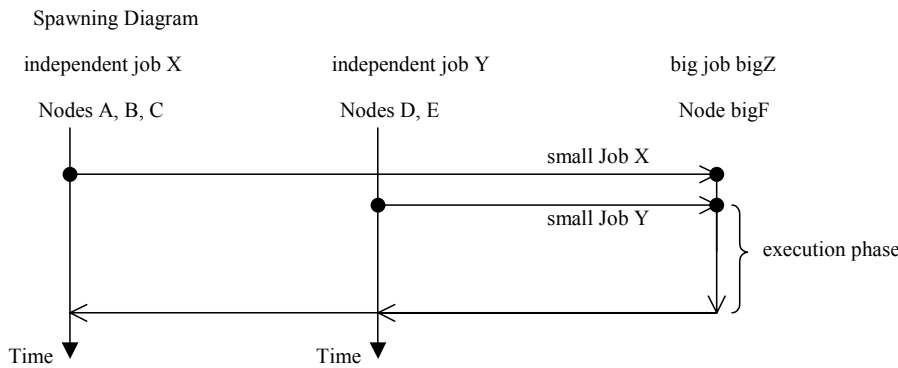 Spawning Diagram
independent job X
independent job Y
big job bigZ
Nodes A, B, C
Nodes D, E
Node bigF
small Job X
small Job Y
execution phase
Time
Time